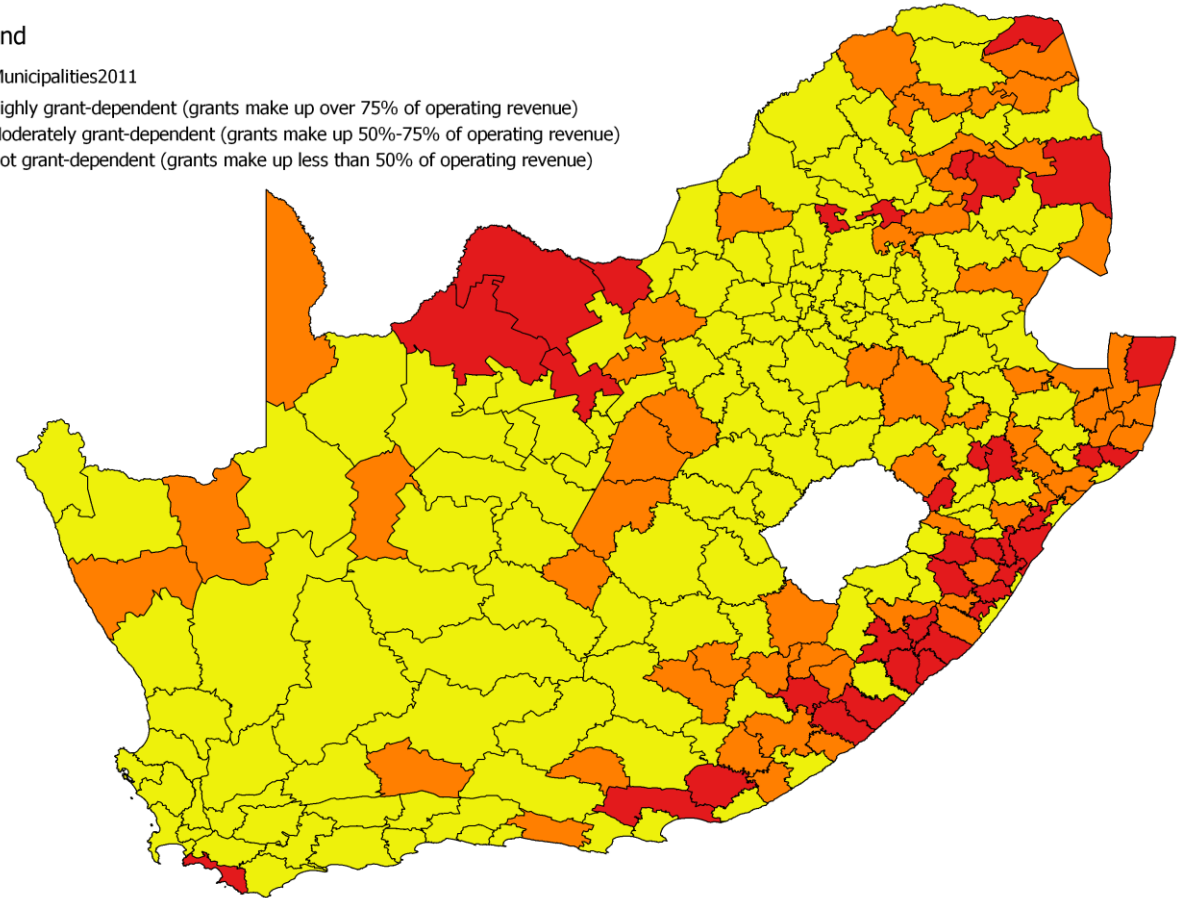 nd
Municipalities2011
ighly grant-dependent (grants make up over 75% of operating revenue)
oderately grant-dependent (grants make up 50%-75% of operating revenue)
ot grant-dependent (grants make up less than 50% of operating revenue)